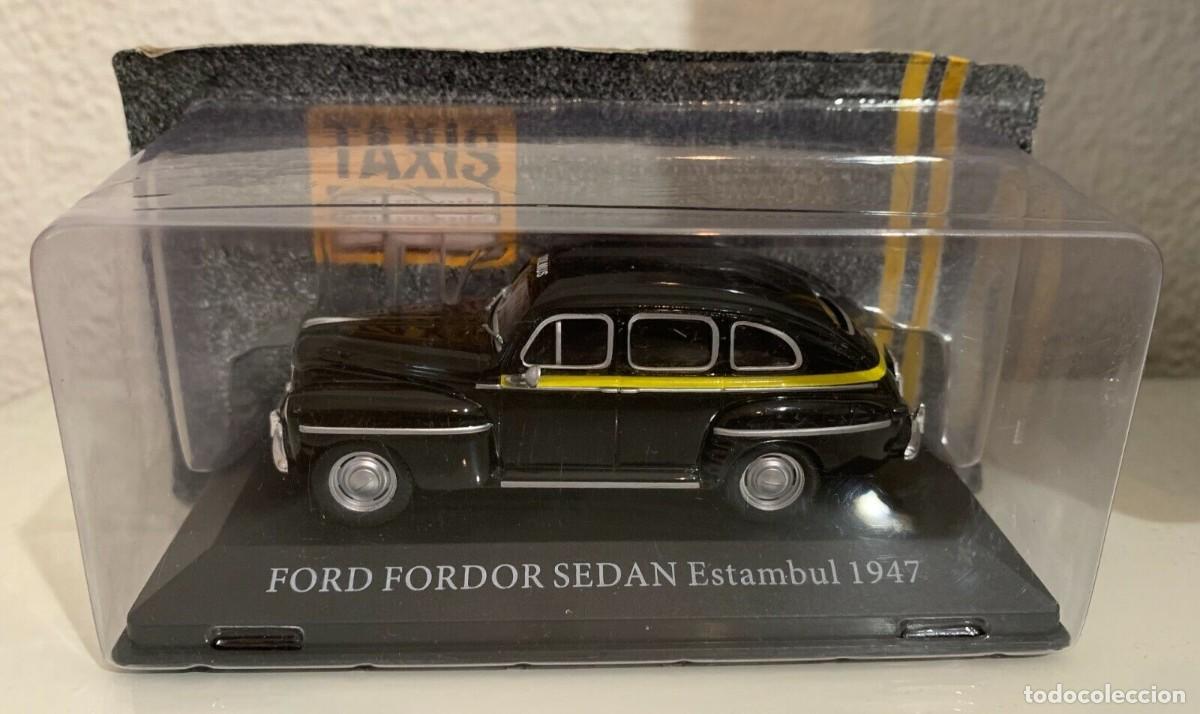 TAXIS
FORD FORDOR SEDAN Estambul 1947
todocoleccion